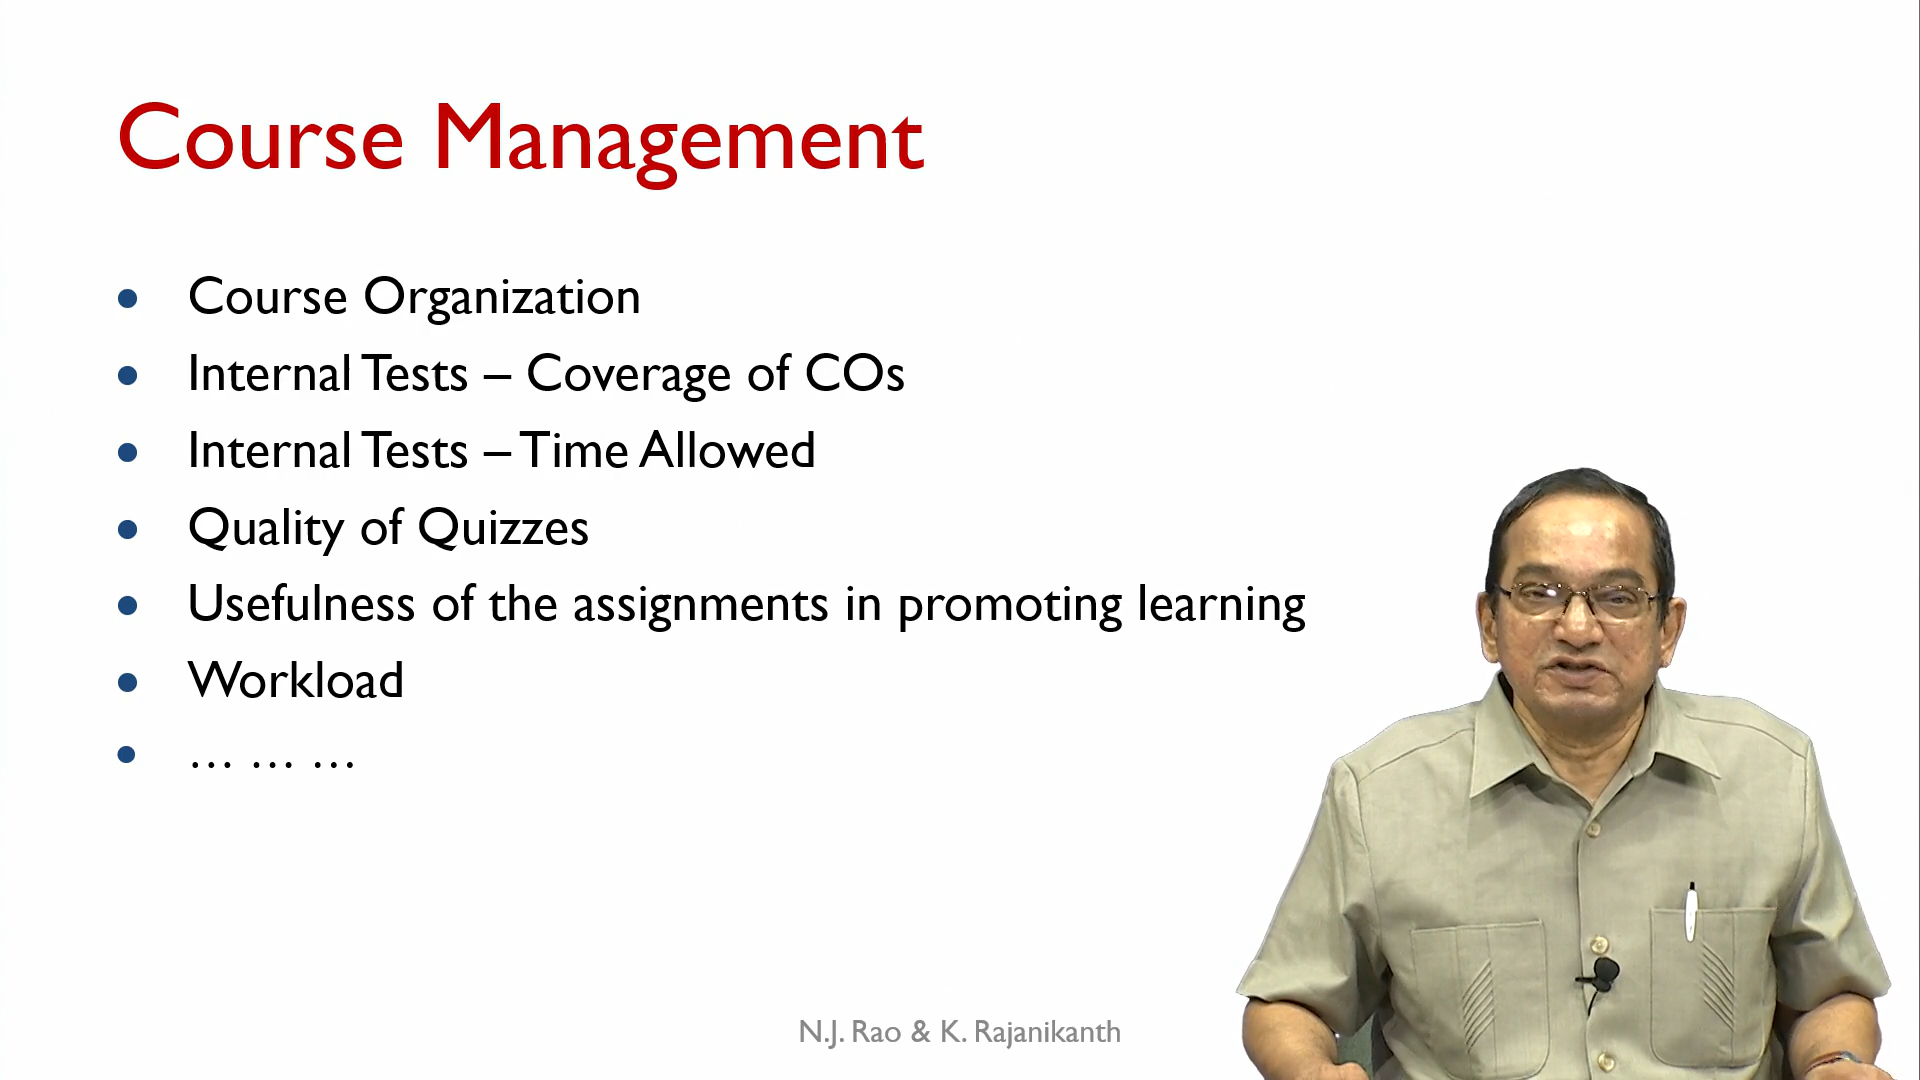 Course Management
• Course Organization
• Internal Tests – Coverage of COs
• Internal Tests – Time Allowed
• Quality of Quizzes
• Usefulness of the assignments in promoting learning
• Workload
• … … …
N.J. Rao & K. Rajanikanth